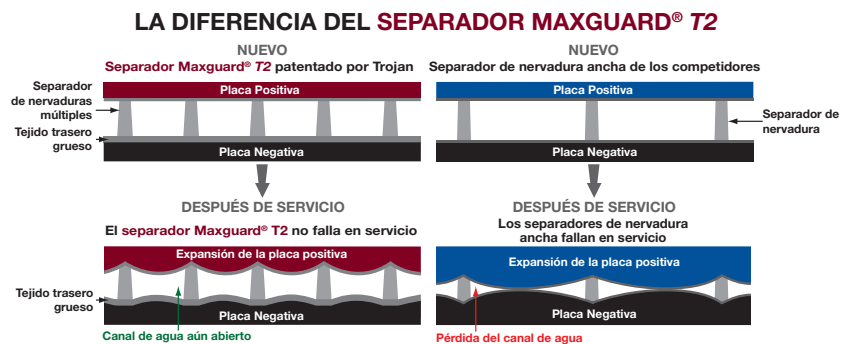 LA DIFERENCIA DEL SEPARADOR MAXGUARD® T2
NUEVO
Separador Maxguard® T2 patentado por Trojan
Placa Positiva
Separador
de nervaduras
múltiples
Tejido trasero
grueso
Placa Negativa
NUEVO
Separador de nervadura ancha de los competidores
Placa Positiva
Separador de
nervadura
Placa Negativa
DESPUÉS DE SERVICIO
El separador Maxguard® T2 no falla en servicio
Expansión de la placa positiva
Tejido trasero
grueso
Placa Negativa
Canal de agua aún abierto
DESPUÉS DE SERVICIO
Los separadores de nervadura
ancha fallan en servicio
Expansión de la placa positiva
Placa Negativa
Pérdida del canal de agua